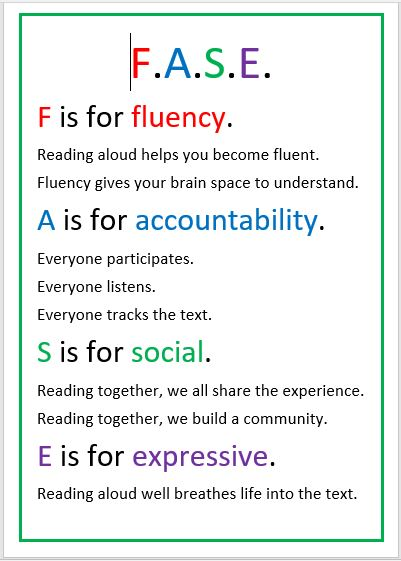 F.A.S.E.
F is for fluency.
Reading aloud helps you become fluent.
Fluency gives your brain space to understand.
A is for accountability.
Everyone participates.
Everyone listens.
Everyone tracks the text.
S is for social.
Reading together, we all share the experience.
Reading together, we build a community.
E is for expressive.
Reading aloud well breathes life into the text.